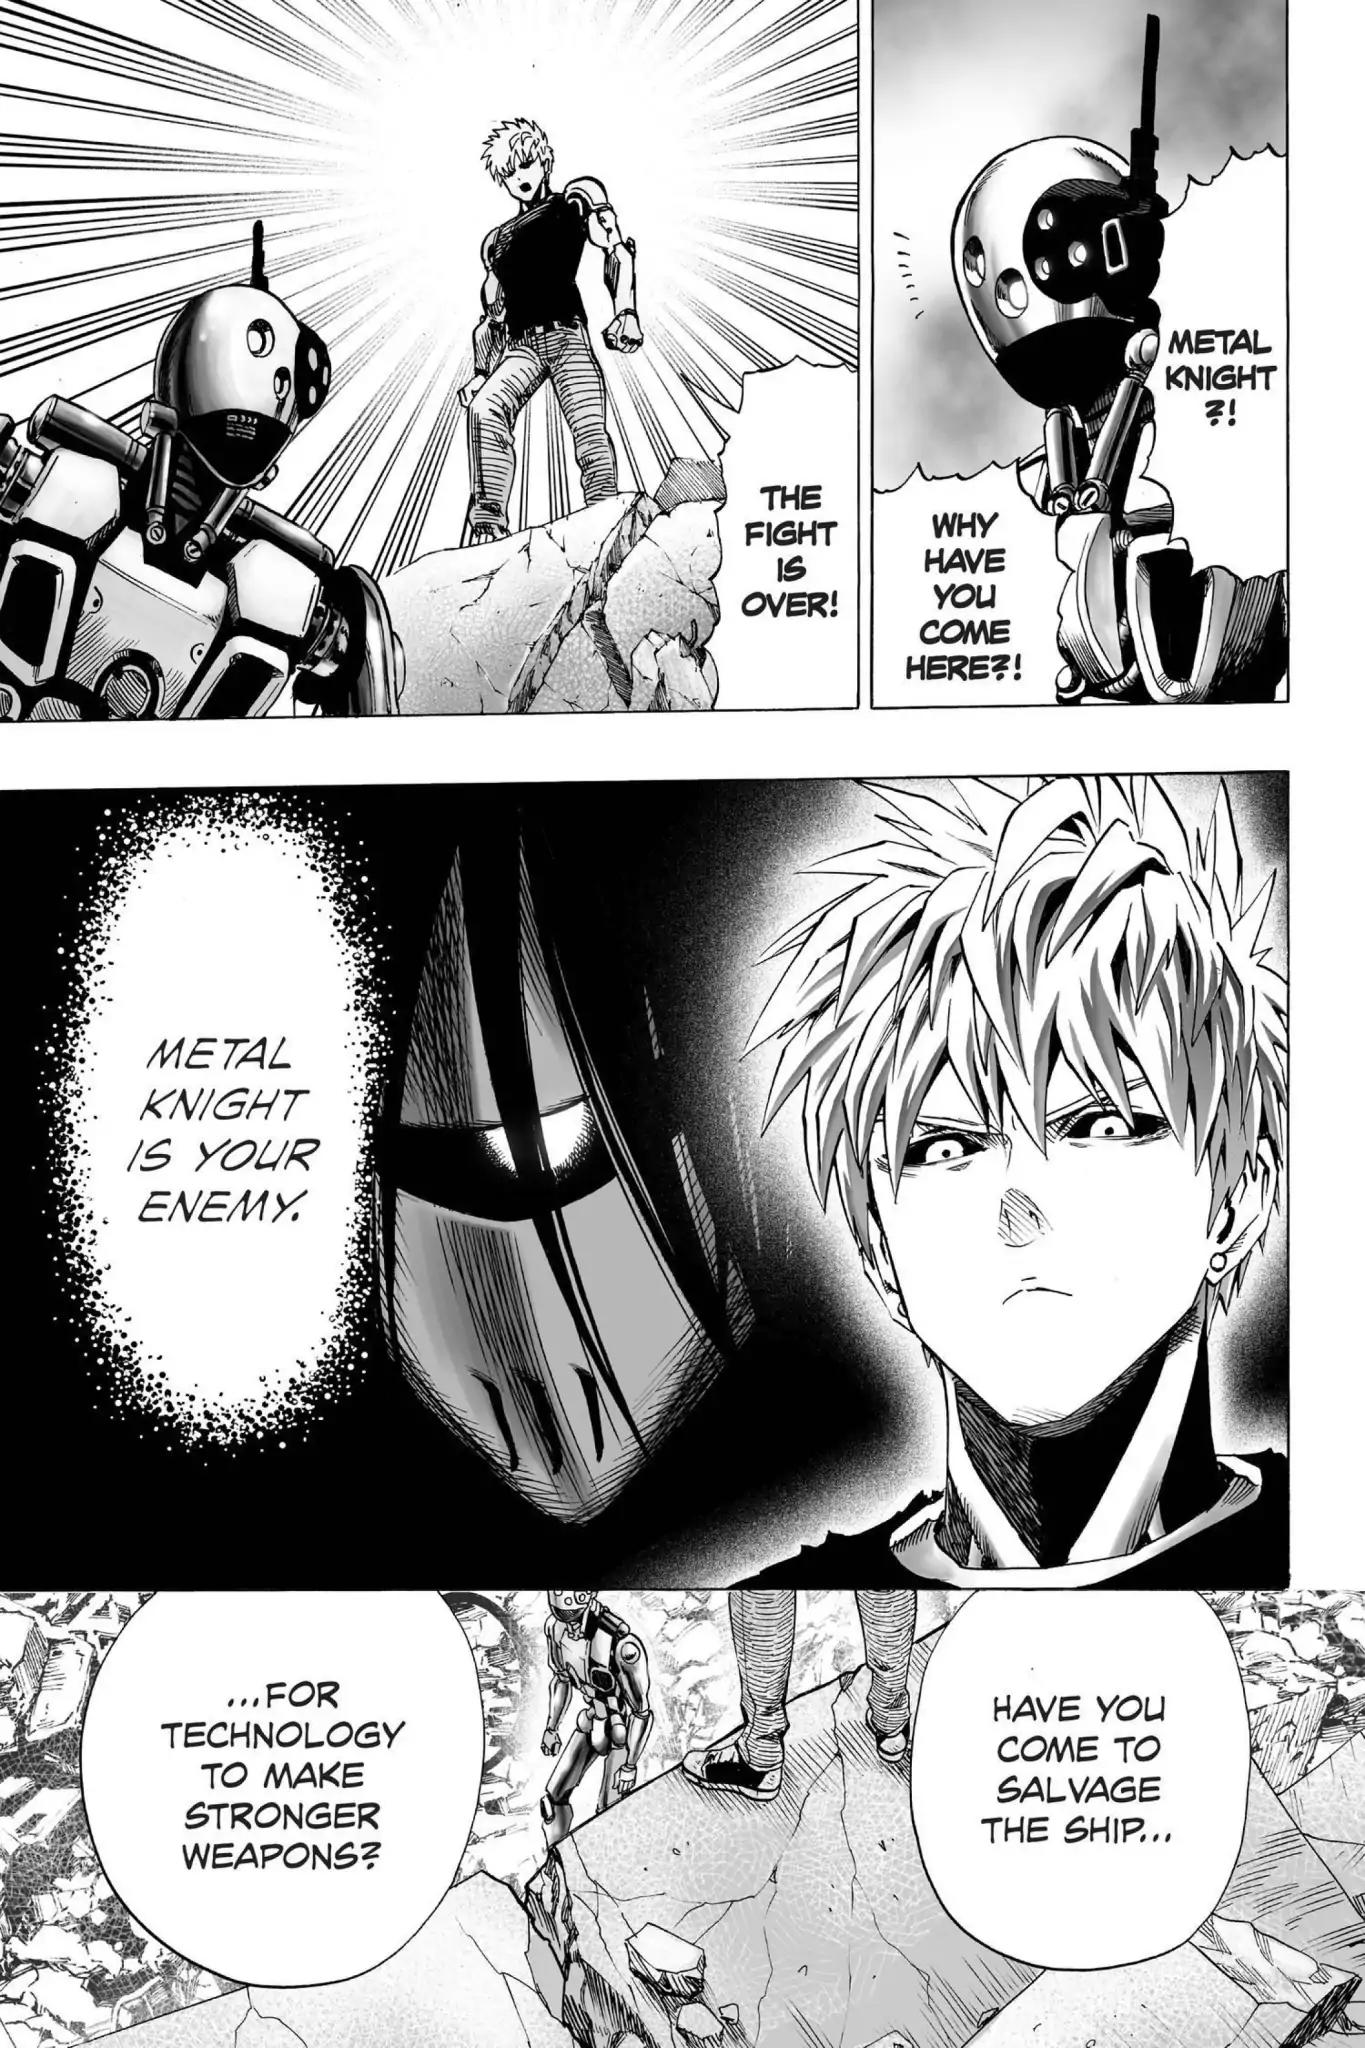 METAL
KNIGHT
?!
WHY
HAVE
YOU
COME
HERE?!
THE
FIGHT
IS
OVER!
METAL
KNIGHT
IS YOUR
ENEMY.
HAVE YOU
COME TO
SALVAGE
THE SHIP...
...FOR
TECHNOLOGY
TO MAKE
STRONGER
WEAPONS?